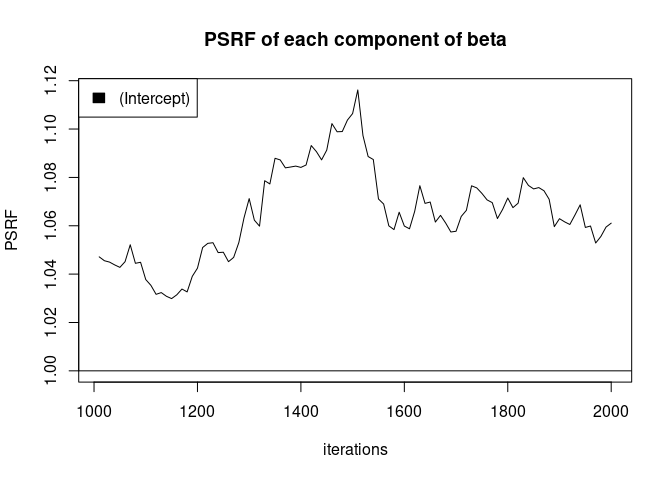 PSRF of each component of beta
(Intercept)
PSRF
1.12
1.10
1.08
1.06
1.04
1.02
1.00
1000 1200 1400 1600 1800 2000
iterations